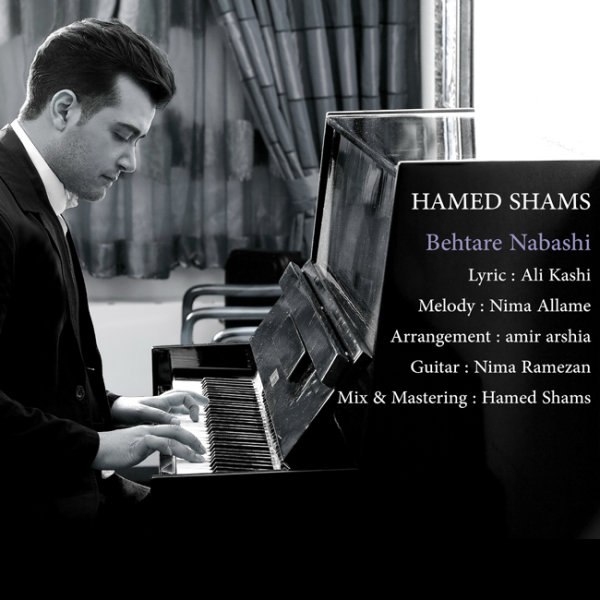 HAMED SHAMS
Behtare Nabashi
Lyric : Ali Kashi
Melody : Nima Allame
Arrangement : amir arshia
Guitar : Nima Ramezan
Mix & Mastering : Hamed Shams